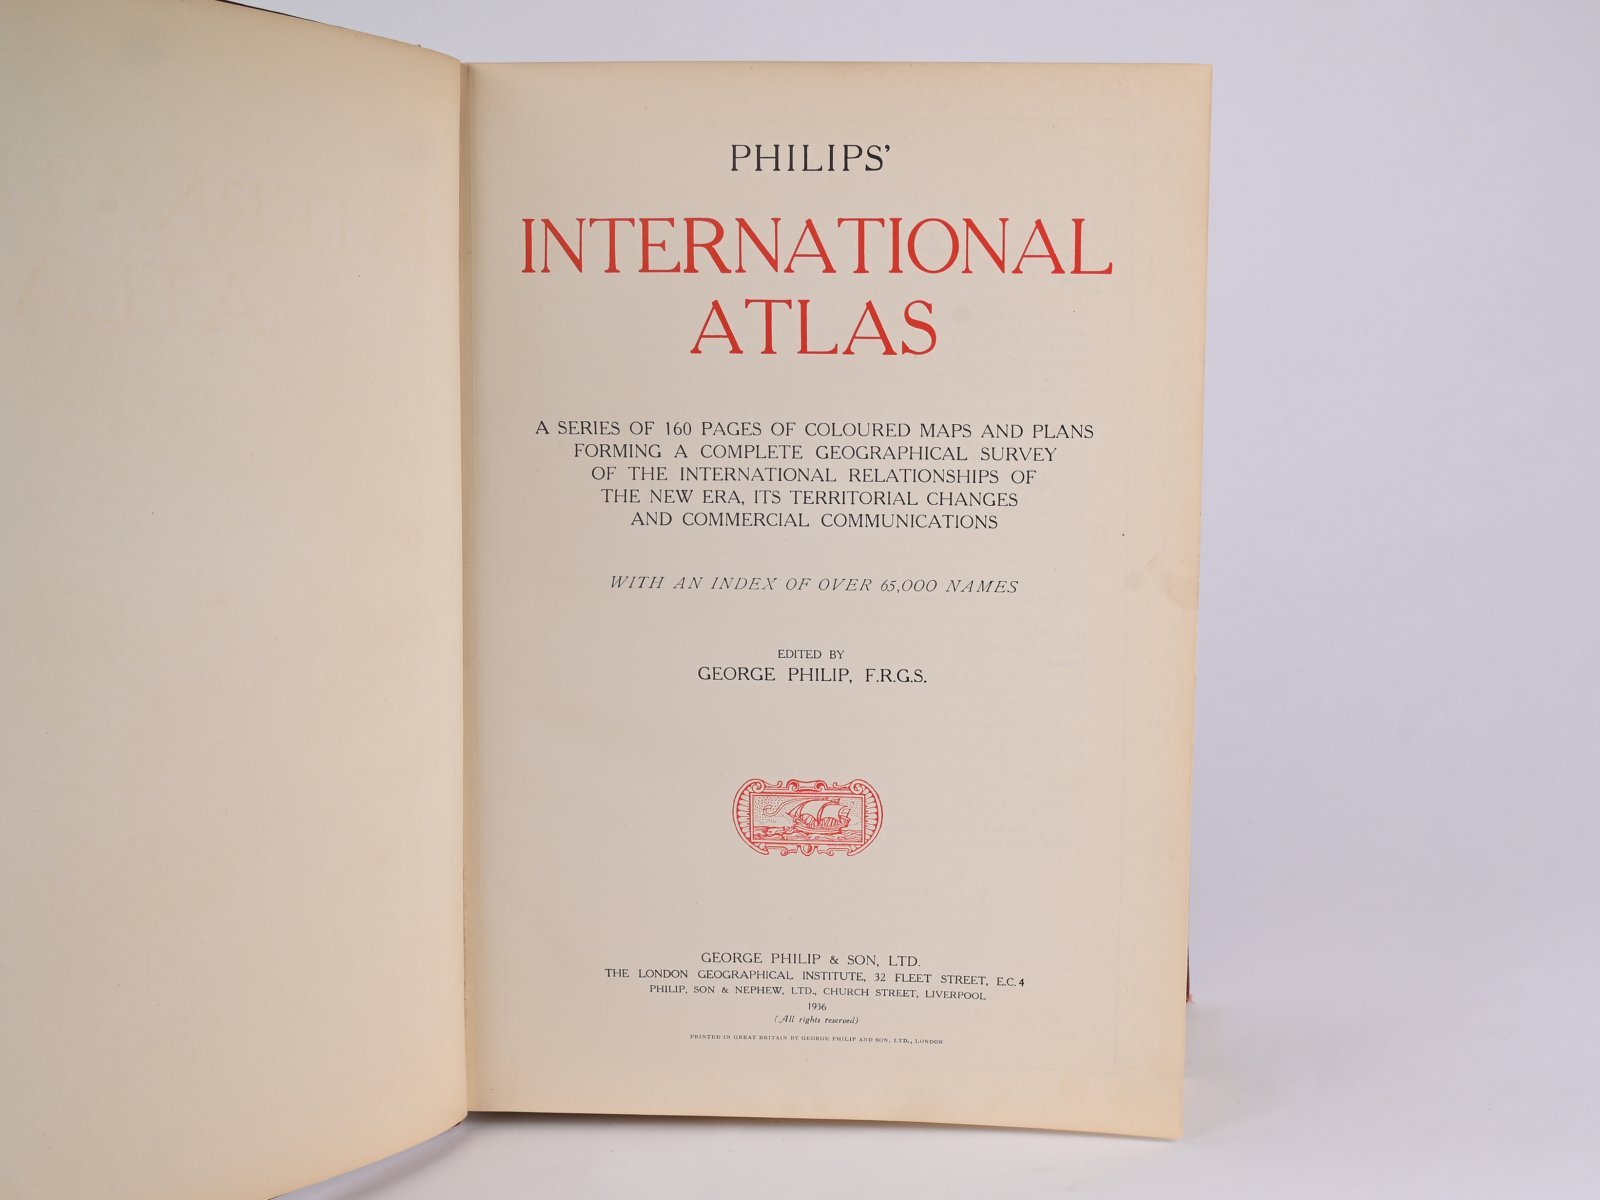 PHILIPS'
INTERNATIONAL
ATLAS
A SERIES OF 160 PAGES OF COLOURED MAPS AND PLANS
FORMING A COMPLETE GEOGRAPHICAL SURVEY
OF THE INTERNATIONAL RELATIONSHIPS OF
THE NEW ERA, ITS TERRITORIAL CHANGES
AND COMMERCIAL COMMUNICATIONS
WITH AN INDEX OF OVER 65,000 NAMES
EDITED BY
GEORGE PHILIP, F.R.G.S.
GEORGE PHILIP & SON, LTD.
THE LONDON GEOGRAPHICAL INSTITUTE, 32 FLEET STREET, E.C.4
PHILIP, SON & NEPHEW, LTD., CHURCH STREET, LIVERPOOL
1936
(All rights reserved)
PRINTED IN GREAT BRITAIN BY GEORGE PHILIP AND SON, LTD., LONDON